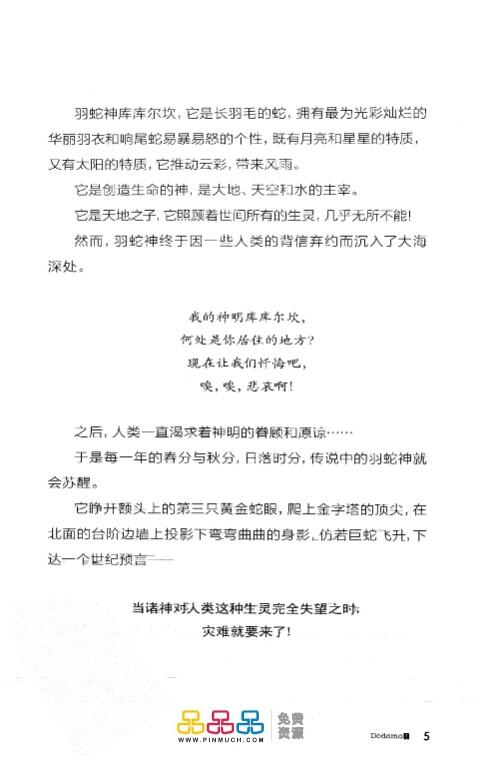 羽蛇神库库尔坎，它是长羽毛的蛇，拥有最为光彩灿烂的
华丽羽衣和响尾蛇易暴易怒的个性，既有月亮和星星的特质，
又有太阳的特质，它推动云彩，带来风雨。
它是创造生命的神，是大地、天空和水的主宰。
它是天地之子，它照顾着世间所有的生灵，几乎无所不能！
然而，羽蛇神终于因一些人类的背信弃约而沉入了大海
深处。
我的神明库库尔坎，
何处是你居住的地方？
现在让我们忏悔吧，
唉，唉，悲哀啊！
之后，人类一直渴求着神明的眷顾和原谅……
于是每一年的春分与秋分，日落时分，传说中的羽蛇神就
会苏醒。
它睁开额头上的第三只黄金蛇眼，爬上金字塔的顶尖，在
北面的台阶边墙上投影下弯弯曲曲的身影，仿若巨蛇飞升，下
达一个世纪预言——
当诸神对人类这种生灵完全失望之时，
灾难就要来了！
品品品 免费
资源
WWW.PINMUCH.COM
Dodomo 5